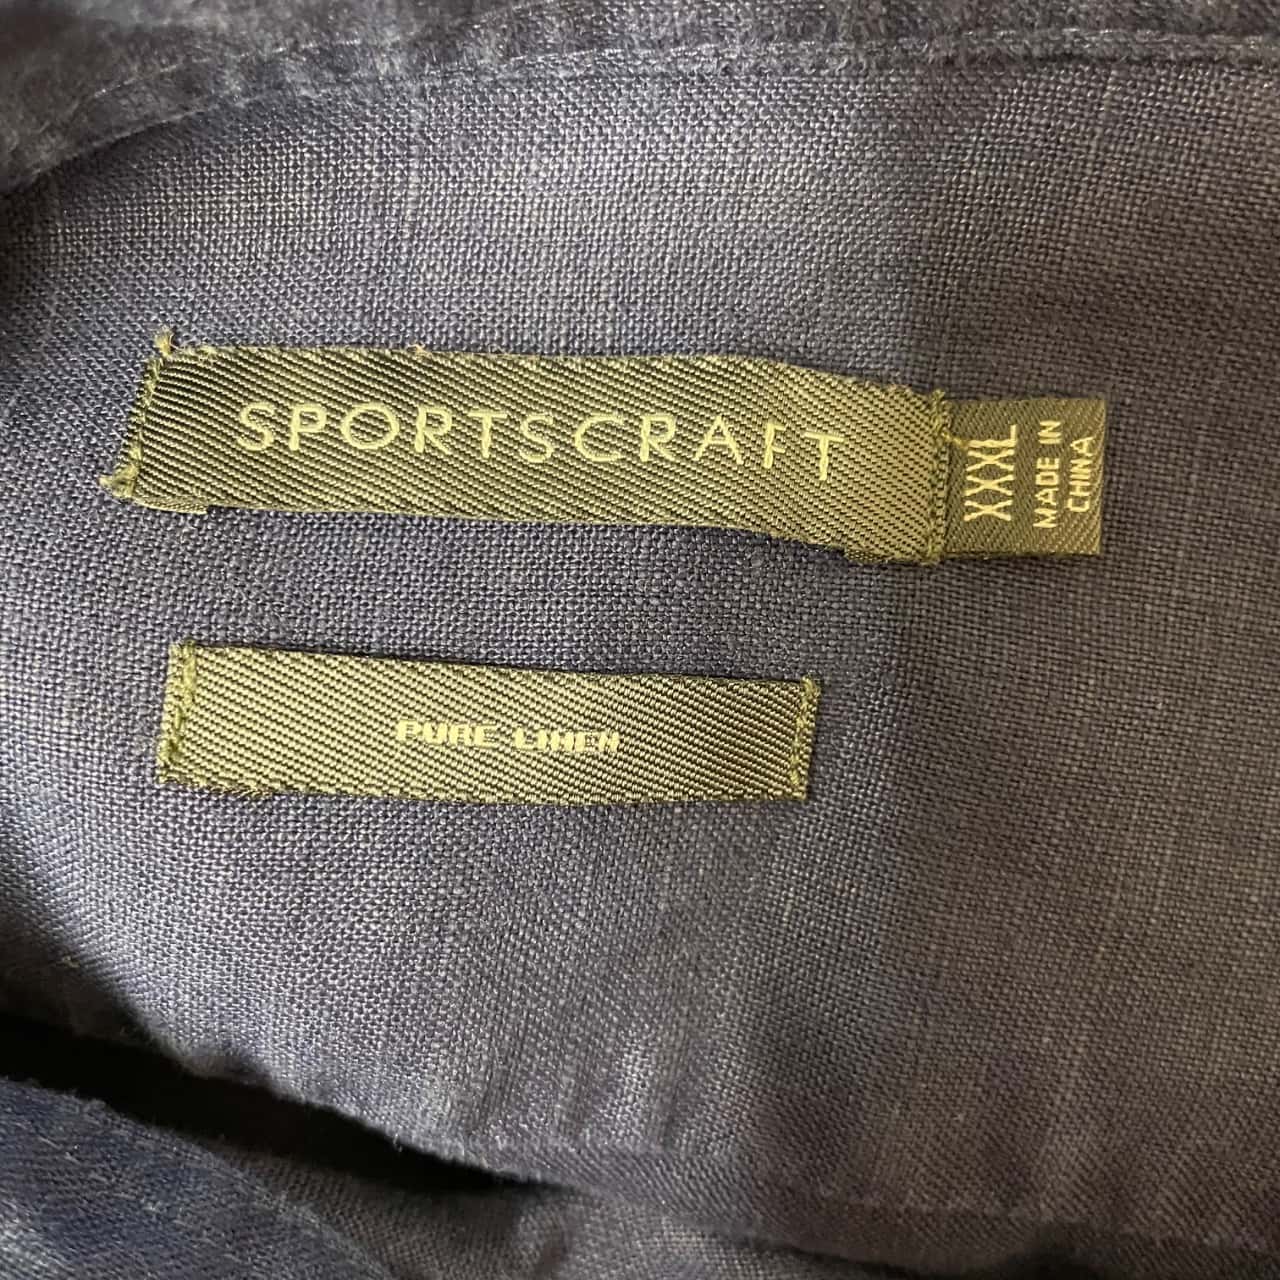 SPORTSCRAFT
XXXL
MADE IN
CHINA
PURE LINEN